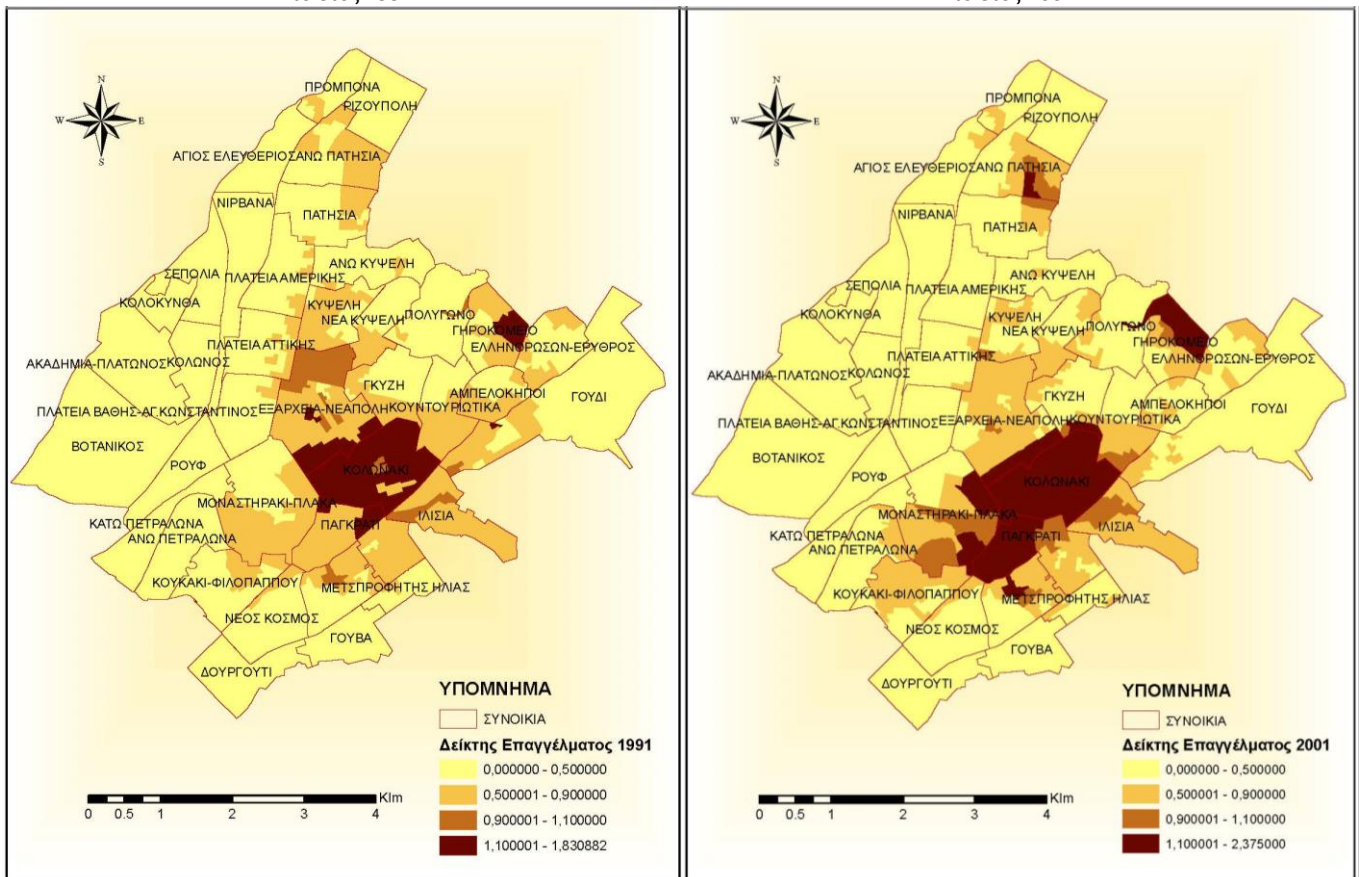 N
W E
S
ΠΡΟΜΠΟΝΑ
ΡΙΖΟΥΠΟΛΗ
ΑΓΙΟΣ ΕΛΕΥΘΕΡΙΟΣ
ΑΝΩ ΠΑΤΗΣΙΑ
ΝΙΡΒΑΝΑ
ΠΑΤΗΣΙΑ
ΑΝΩ ΚΥΨΕΛΗ
ΣΕΠΟΛΙΑ
ΠΛΑΤΕΙΑ ΑΜΕΡΙΚΗΣ
ΚΟΛΟΚΥΝΘΑ
ΚΥΨΕΛΗ
ΝΕΑ ΚΥΨΕΛΗ
ΠΟΛΥΓΩΝΟ
ΓΗΡΟΚΟΜΕΙΟ
ΠΛΑΤΕΙΑ ΑΤΤΙΚΗΣ
ΕΛΛΗΝΟΡΩΣΩΝ-ΕΡΥΘΡΟΣ
ΑΚΑΔΗΜΙΑ-ΠΛΑΤΩΝΟΣ
ΚΟΛΩΝΟΣ
ΓΚΥΖΗ
ΑΜΠΕΛΟΚΗΠΟΙ
ΓΟΥΔΙ
ΠΛΑΤΕΙΑ ΒΑΘΗΣ-ΑΓ.ΚΩΝΣΤΑΝΤΙΝΟΣ
ΕΞΑΡΧΕΙΑ-ΝΕΑΠΟΛΗ
ΚΟΥΝΤΟΥΡΙΩΤΙΚΑ
ΒΟΤΑΝΙΚΟΣ
ΡΟΥΦ
ΚΟΛΩΝΑΚΙ
ΜΟΝΑΣΤΗΡΑΚΙ-ΠΛΑΚΑ
ΙΛΙΣΙΑ
ΚΑΤΩ ΠΕΤΡΑΛΩΝΑ
ΠΑΓΚΡΑΤΙ
ΑΝΩ ΠΕΤΡΑΛΩΝΑ
ΚΟΥΚΑΚΙ-ΦΙΛΟΠΑΠΠΟΥ
ΜΕΤΣ
ΠΡΟΦΗΤΗΣ ΗΛΙΑΣ
ΝΕΟΣ ΚΟΣΜΟΣ
ΓΟΥΒΑ
ΔΟΥΡΓΟΥΤΙ
ΥΠΟΜΝΗΜΑ
ΣΥΝΟΙΚΙΑ
Δείκτης Επαγγέλματος 1991
0,000000 - 0,500000
0,500001 - 0,900000
0,900001 - 1,100000
1,100001 - 1,830882
Klm
0 0.5 1 2 3 4
N
W E
S
ΠΡΟΜΠΟΝΑ
ΡΙΖΟΥΠΟΛΗ
ΑΓΙΟΣ ΕΛΕΥΘΕΡΙΟΣ
ΑΝΩ ΠΑΤΗΣΙΑ
ΝΙΡΒΑΝΑ
ΠΑΤΗΣΙΑ
ΑΝΩ ΚΥΨΕΛΗ
ΣΕΠΟΛΙΑ
ΠΛΑΤΕΙΑ ΑΜΕΡΙΚΗΣ
ΚΟΛΟΚΥΝΘΑ
ΚΥΨΕΛΗ
ΝΕΑ ΚΥΨΕΛΗ
ΠΟΛΥΓΩΝΟ
ΓΗΡΟΚΟΜΕΙΟ
ΠΛΑΤΕΙΑ ΑΤΤΙΚΗΣ
ΕΛΛΗΝΟΡΩΣΩΝ-ΕΡΥΘΡΟΣ
ΑΚΑΔΗΜΙΑ-ΠΛΑΤΩΝΟΣ
ΚΟΛΩΝΟΣ
ΓΚΥΖΗ
ΑΜΠΕΛΟΚΗΠΟΙ
ΓΟΥΔΙ
ΠΛΑΤΕΙΑ ΒΑΘΗΣ-ΑΓ.ΚΩΝΣΤΑΝΤΙΝΟΣ
ΕΞΑΡΧΕΙΑ-ΝΕΑΠΟΛΗ
ΚΟΥΝΤΟΥΡΙΩΤΙΚΑ
ΒΟΤΑΝΙΚΟΣ
ΡΟΥΦ
ΚΟΛΩΝΑΚΙ
ΜΟΝΑΣΤΗΡΑΚΙ-ΠΛΑΚΑ
ΙΛΙΣΙΑ
ΚΑΤΩ ΠΕΤΡΑΛΩΝΑ
ΠΑΓΚΡΑΤΙ
ΑΝΩ ΠΕΤΡΑΛΩΝΑ
ΚΟΥΚΑΚΙ-ΦΙΛΟΠΑΠΠΟΥ
ΜΕΤΣ
ΠΡΟΦΗΤΗΣ ΗΛΙΑΣ
ΝΕΟΣ ΚΟΣΜΟΣ
ΓΟΥΒΑ
ΔΟΥΡΓΟΥΤΙ
ΥΠΟΜΝΗΜΑ
ΣΥΝΟΙΚΙΑ
Δείκτης Επαγγέλματος 2001
0,000000 - 0,500000
0,500001 - 0,900000
0,900001 - 1,100000
1,100001 - 2,375000
Klm
0 0.5 1 2 3 4